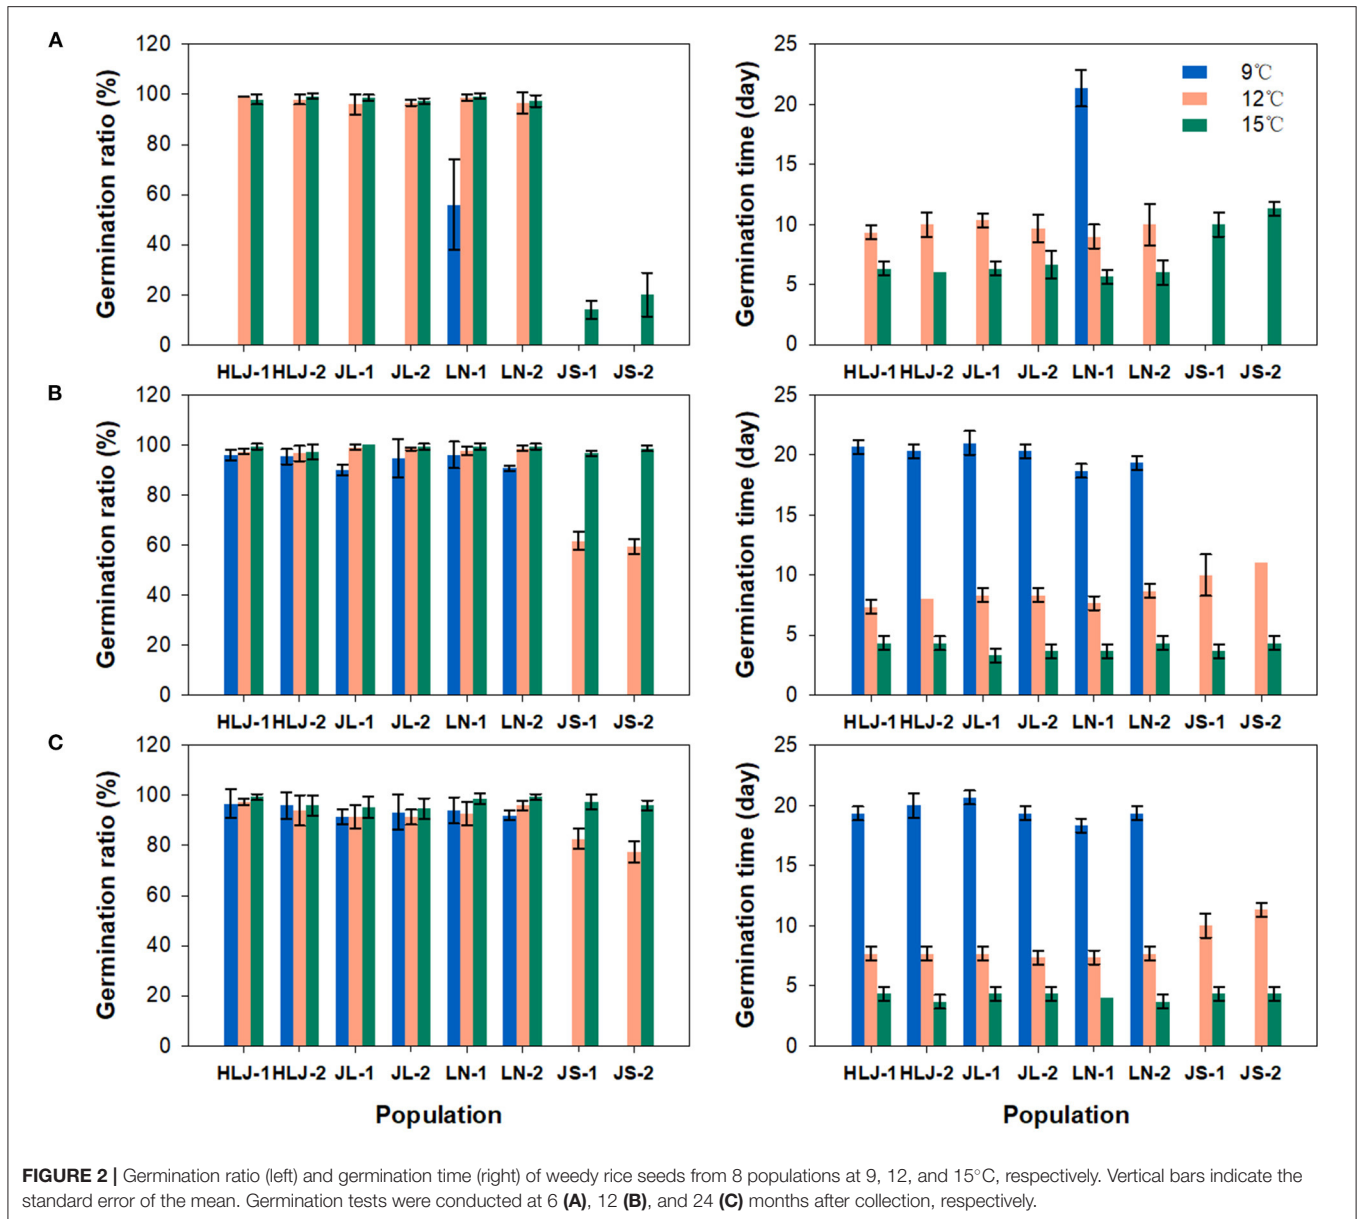 A
120
100
80
60
40
20
0
Germination ratio (%)
HLJ-1 HLJ-2 JL-1 JL-2 LN-1 LN-2 JS-1 JS-2
25
20
15
10
5
0
Germination time (day)
9℃
12℃
15℃
HLJ-1 HLJ-2 JL-1 JL-2 LN-1 LN-2 JS-1 JS-2
B
120
100
80
60
40
20
0
Germination ratio (%)
HLJ-1 HLJ-2 JL-1 JL-2 LN-1 LN-2 JS-1 JS-2
25
20
15
10
5
0
Germination time (day)
HLJ-1 HLJ-2 JL-1 JL-2 LN-1 LN-2 JS-1 JS-2
C
120
100
80
60
40
20
0
Germination ratio (%)
HLJ-1 HLJ-2 JL-1 JL-2 LN-1 LN-2 JS-1 JS-2
Population
25
20
15
10
5
0
Germination time (day)
HLJ-1 HLJ-2 JL-1 JL-2 LN-1 LN-2 JS-1 JS-2
Population
FIGURE 2 | Germination ratio (left) and germination time (right) of weedy rice seeds from 8 populations at 9, 12, and 15°C, respectively. Vertical bars indicate the
standard error of the mean. Germination tests were conducted at 6 (A), 12 (B), and 24 (C) months after collection, respectively.